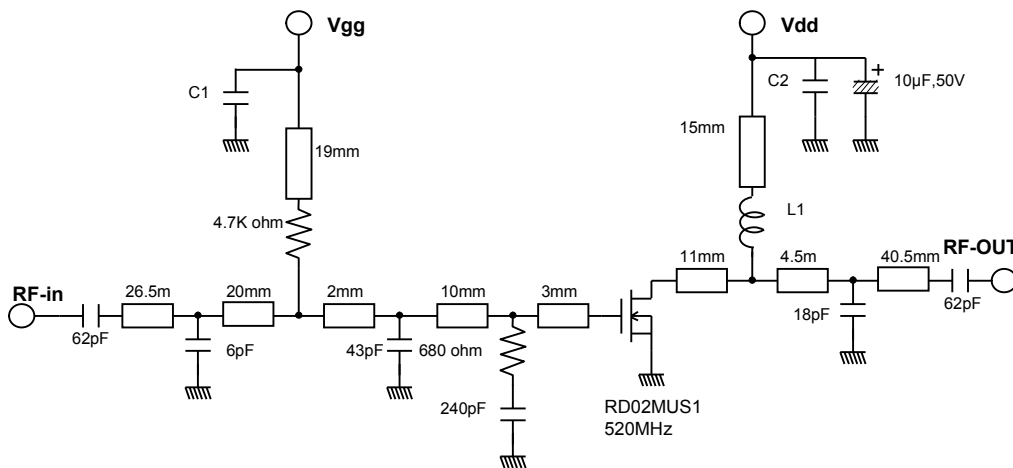 Vgg
Vdd
C1
C2
+
10µF,50V
19mm
15mm
4.7K ohm
L1
RF-in
26.5m
20mm
2mm
10mm
3mm
11mm
4.5m
40.5mm
RF-OUT
62pF
6pF
43pF
680 ohm
18pF
62pF
240pF
RD02MUS1
520MHz